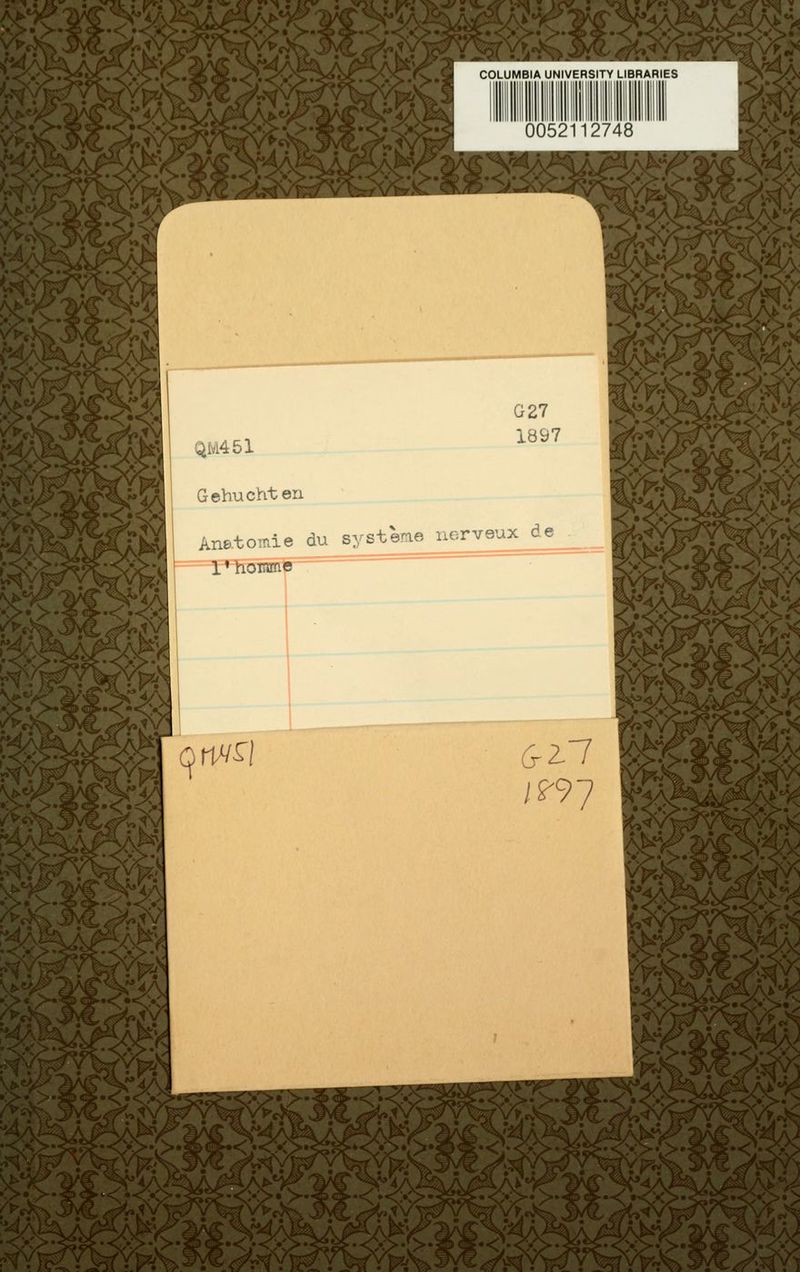 COLUMBIA UNIVERSITY LIBRARIES
0052112748
G27
QM451 1897
Gehuchten
Anatomie du système nerveux de
l'homme
QM451 G27
1897